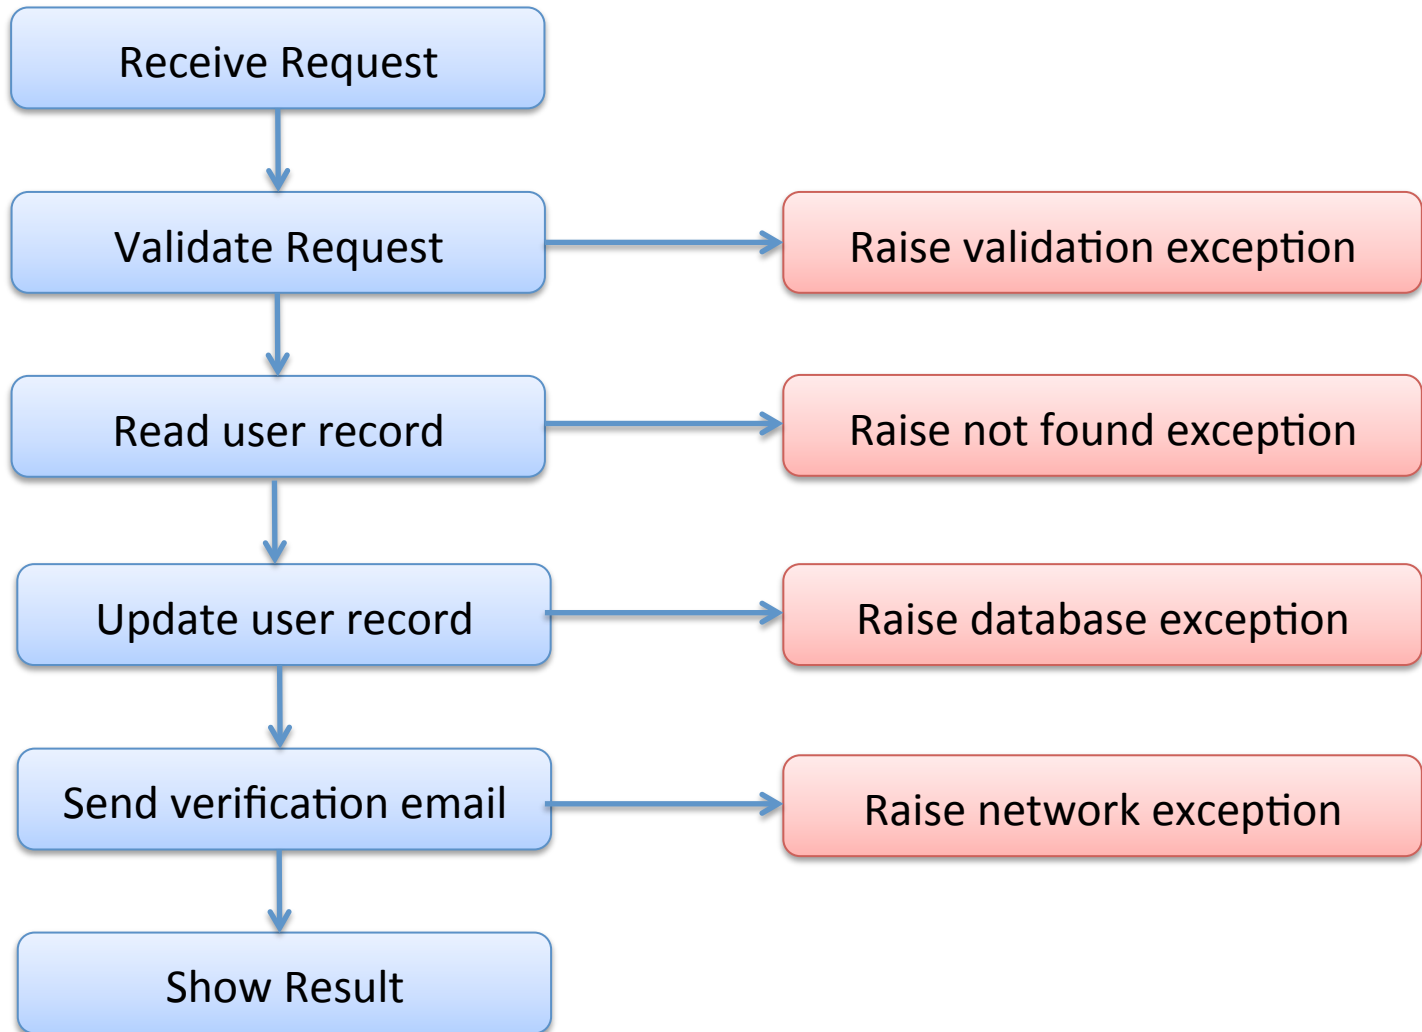 Receive Request
Validate Request
Raise validation exception
Read user record
Raise not found exception
Update user record
Raise database exception
Send verification email
Raise network exception
Show Result